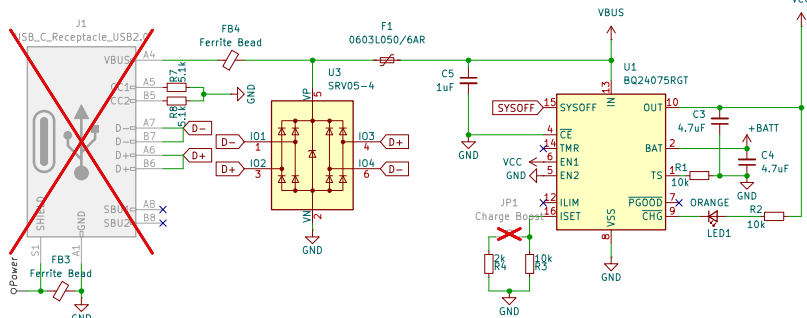 J1
USB_C_Receptacle_USB2.0
VBUS A4
CC1 A5
CC2 B5
D- A7
D- B7
D+ A6
D+ B6
SBU1 A8
SBU2 B8
SHIELD
GND
S1
A1
R7
5.1k
R8
5.1k
GND
D-
D+
FB4
Ferrite Bead
FB3
Ferrite Bead
Power
GND
U3
SRV05-4
VP
5
IO1
1
IO2
3
IO3
4
IO4
6
VN
2
D-
D+
D+
D-
GND
F1
0603L050/6AR
C5
1uF
GND
VBUS
U1
BQ24075RGT
13
IN
SYSOFF
15 SYSOFF
4 CE
14 TMR
VCC 6 EN1
GND 5 EN2
12 ILIM
16 ISET
VSS
8
GND
OUT 10
BAT 2
TS 1
PGOOD 7
CHG 9
JP1
Charge Boost
2k
R4
10k
R3
GND
C3
4.7uF
+BATT
C4
4.7uF
R1
10k
GND
ORANGE
LED1
R2
10k